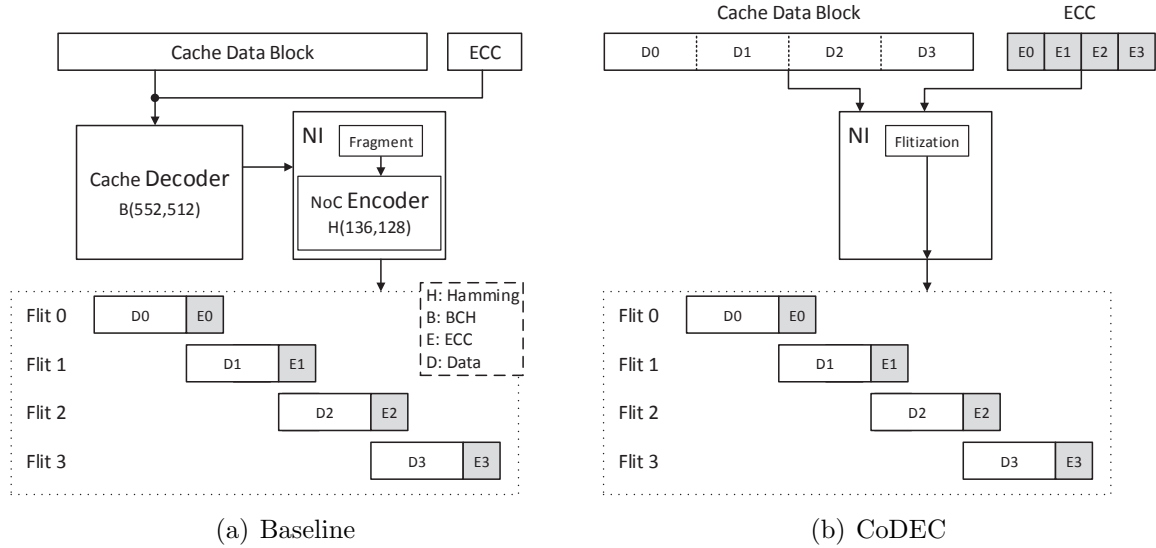 Cache Data Block
ECC
NI
Fragment
Cache Decoder
B(552,512)
NoC Encoder
H(136,128)
H: Hamming
B: BCH
E: ECC
D: Data
Flit 0
D0
E0
Flit 1
D1
E1
Flit 2
D2
E2
Flit 3
D3
E3
(a) Baseline
Cache Data Block
ECC
D0
D1
D2
D3
E0
E1
E2
E3
NI
Flitization
Flit 0
D0
E0
Flit 1
D1
E1
Flit 2
D2
E2
Flit 3
D3
E3
(b) CoDEC